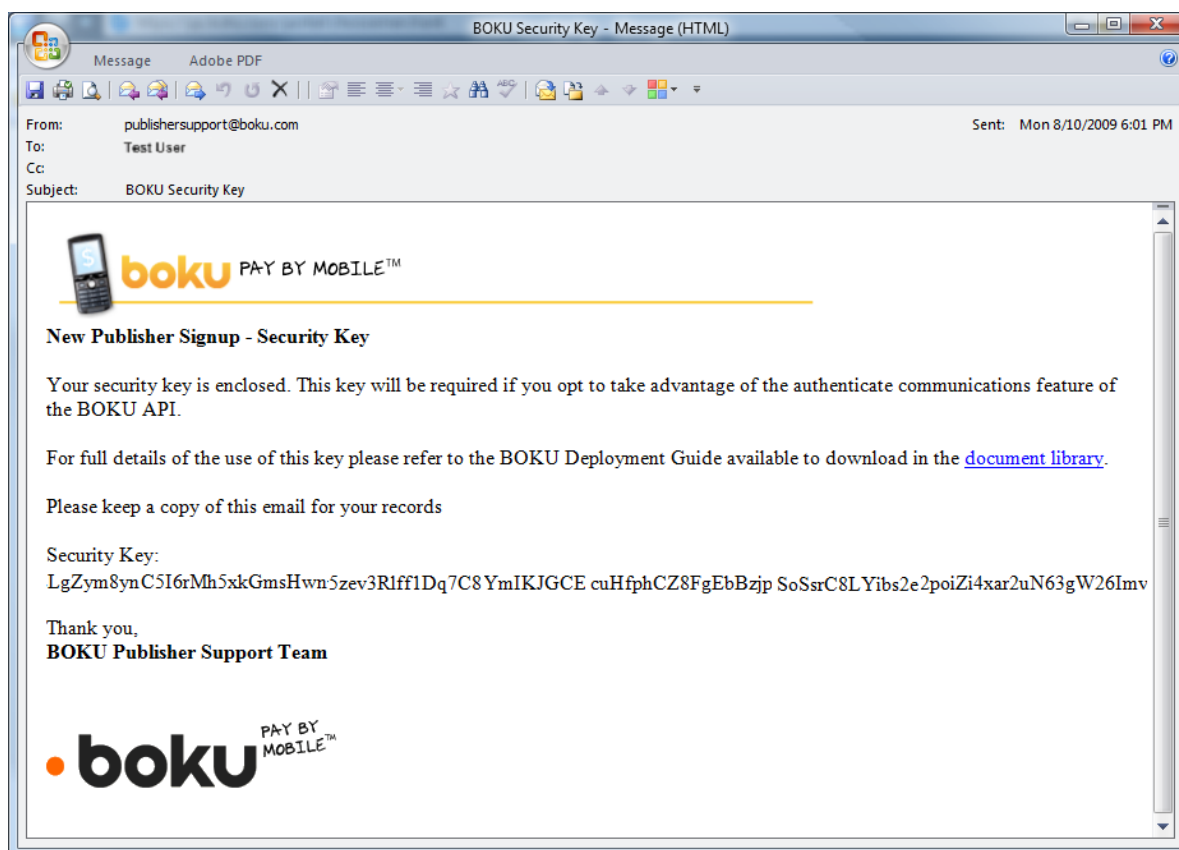 BOKU Security Key - Message (HTML)
Message Adobe PDF
From: publishersupport@boku.com Sent: Mon 8/10/2009 6:01 PM
To: Test User
Cc:
Subject: BOKU Security Key
boku PAY BY MOBILE™
New Publisher Signup - Security Key
Your security key is enclosed. This key will be required if you opt to take advantage of the authenticate communications feature of
the BOKU API.
For full details of the use of this key please refer to the BOKU Deployment Guide available to download in the document library.
Please keep a copy of this email for your records
Security Key:
LgZym8ynC5I6rMh5xkGmsHwn5zev3Rlff1Dq7C8YmIKJGCE cuHfphCZ8FgEbBzjp SoSsrC8LYibs2e2poiZi4xar2uN63gW26Imv
Thank you,
BOKU Publisher Support Team
boku PAY BY
MOBILE™